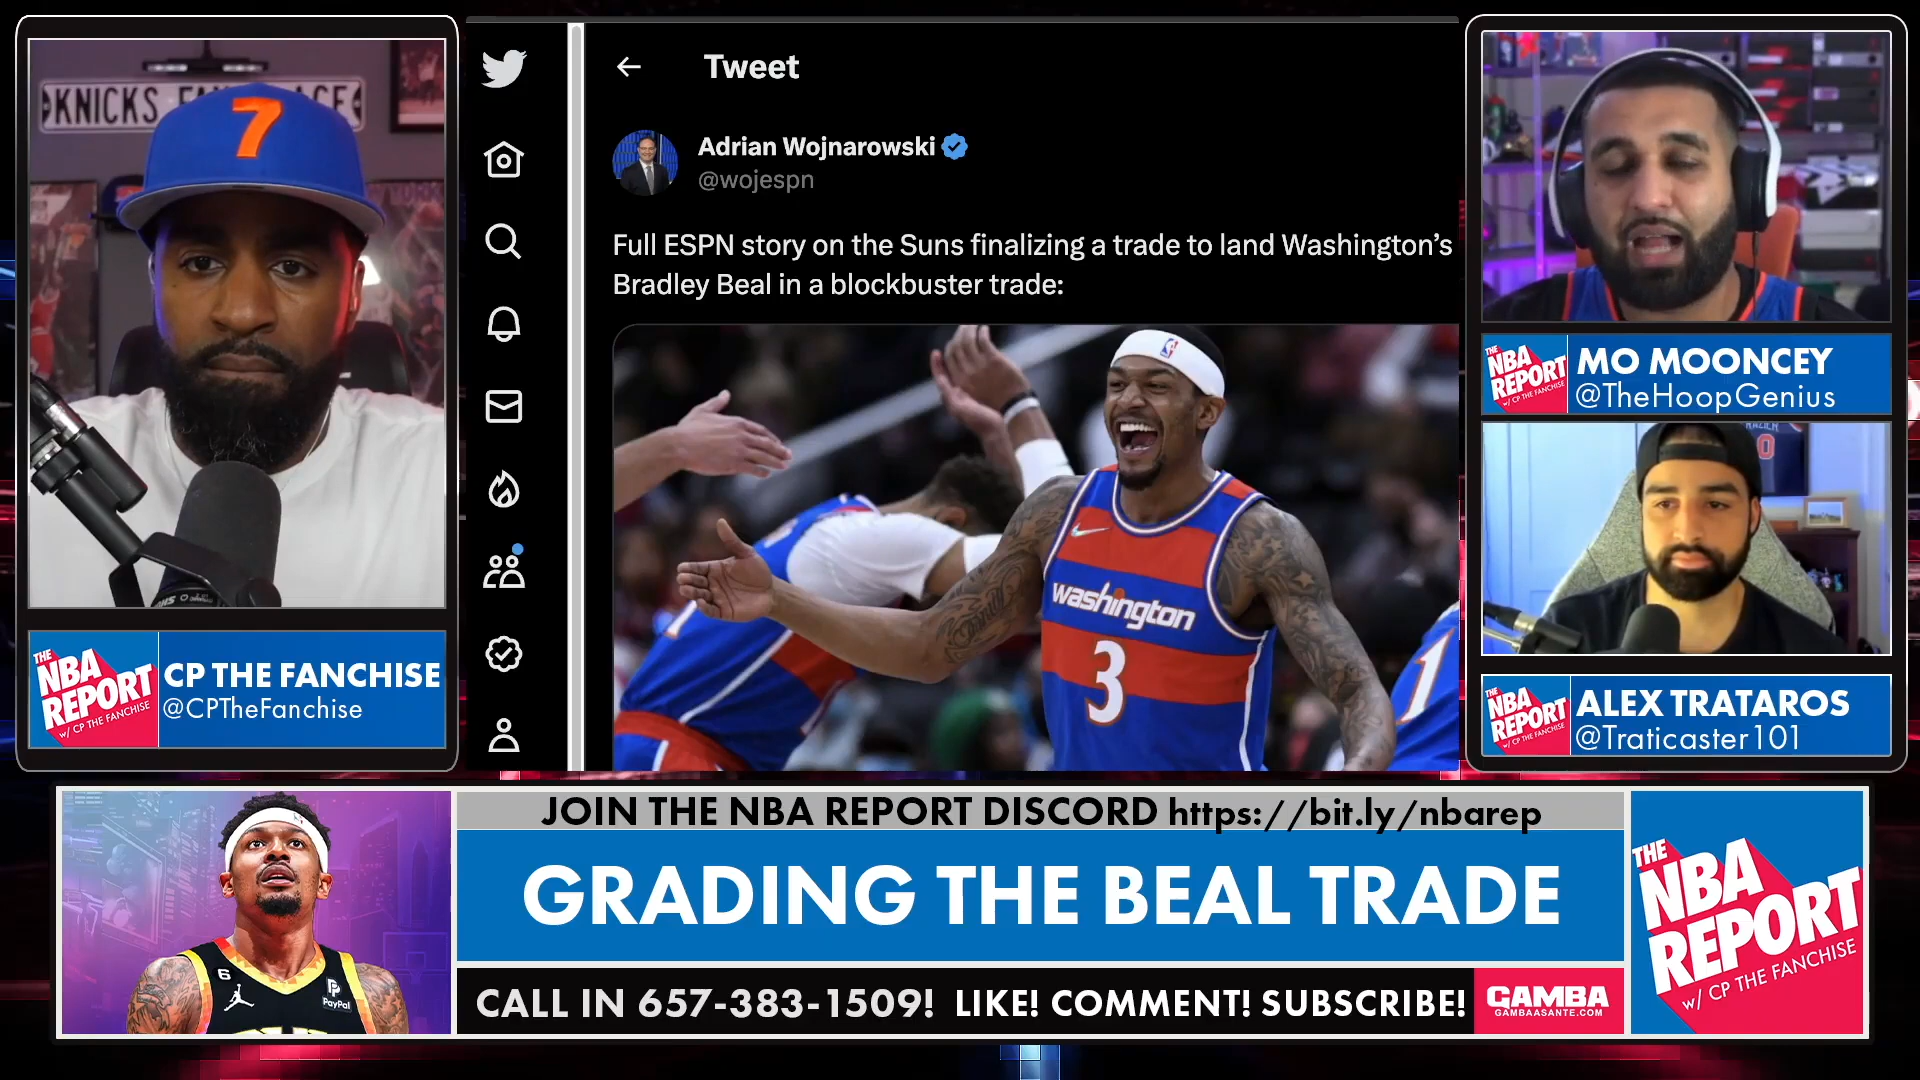 KNICKS
7
THE
NBA
REPORT
w/ CP THE FANCHISE
CP THE FANCHISE
@CPTheFanchise
Tweet
Adrian Wojnarowski
@wojespn
Full ESPN story on the Suns finalizing a trade to land Washington’s
Bradley Beal in a blockbuster trade:
washington
3
1
THE
NBA
REPORT
w/ CP THE FANCHISE
MO MOONCEY
@TheHoopGenius
FRAZIER
THE
NBA
REPORT
w/ CP THE FANCHISE
ALEX TRATAROS
@Traticaster101
JOIN THE NBA REPORT DISCORD https://bit.ly/nbarep
GRADING THE BEAL TRADE
CALL IN 657-383-1509! LIKE! COMMENT! SUBSCRIBE!
GAMBA
GAMBAASANTE.COM
6
PayPal
THE
NBA
REPORT
w/ CP THE FANCHISE